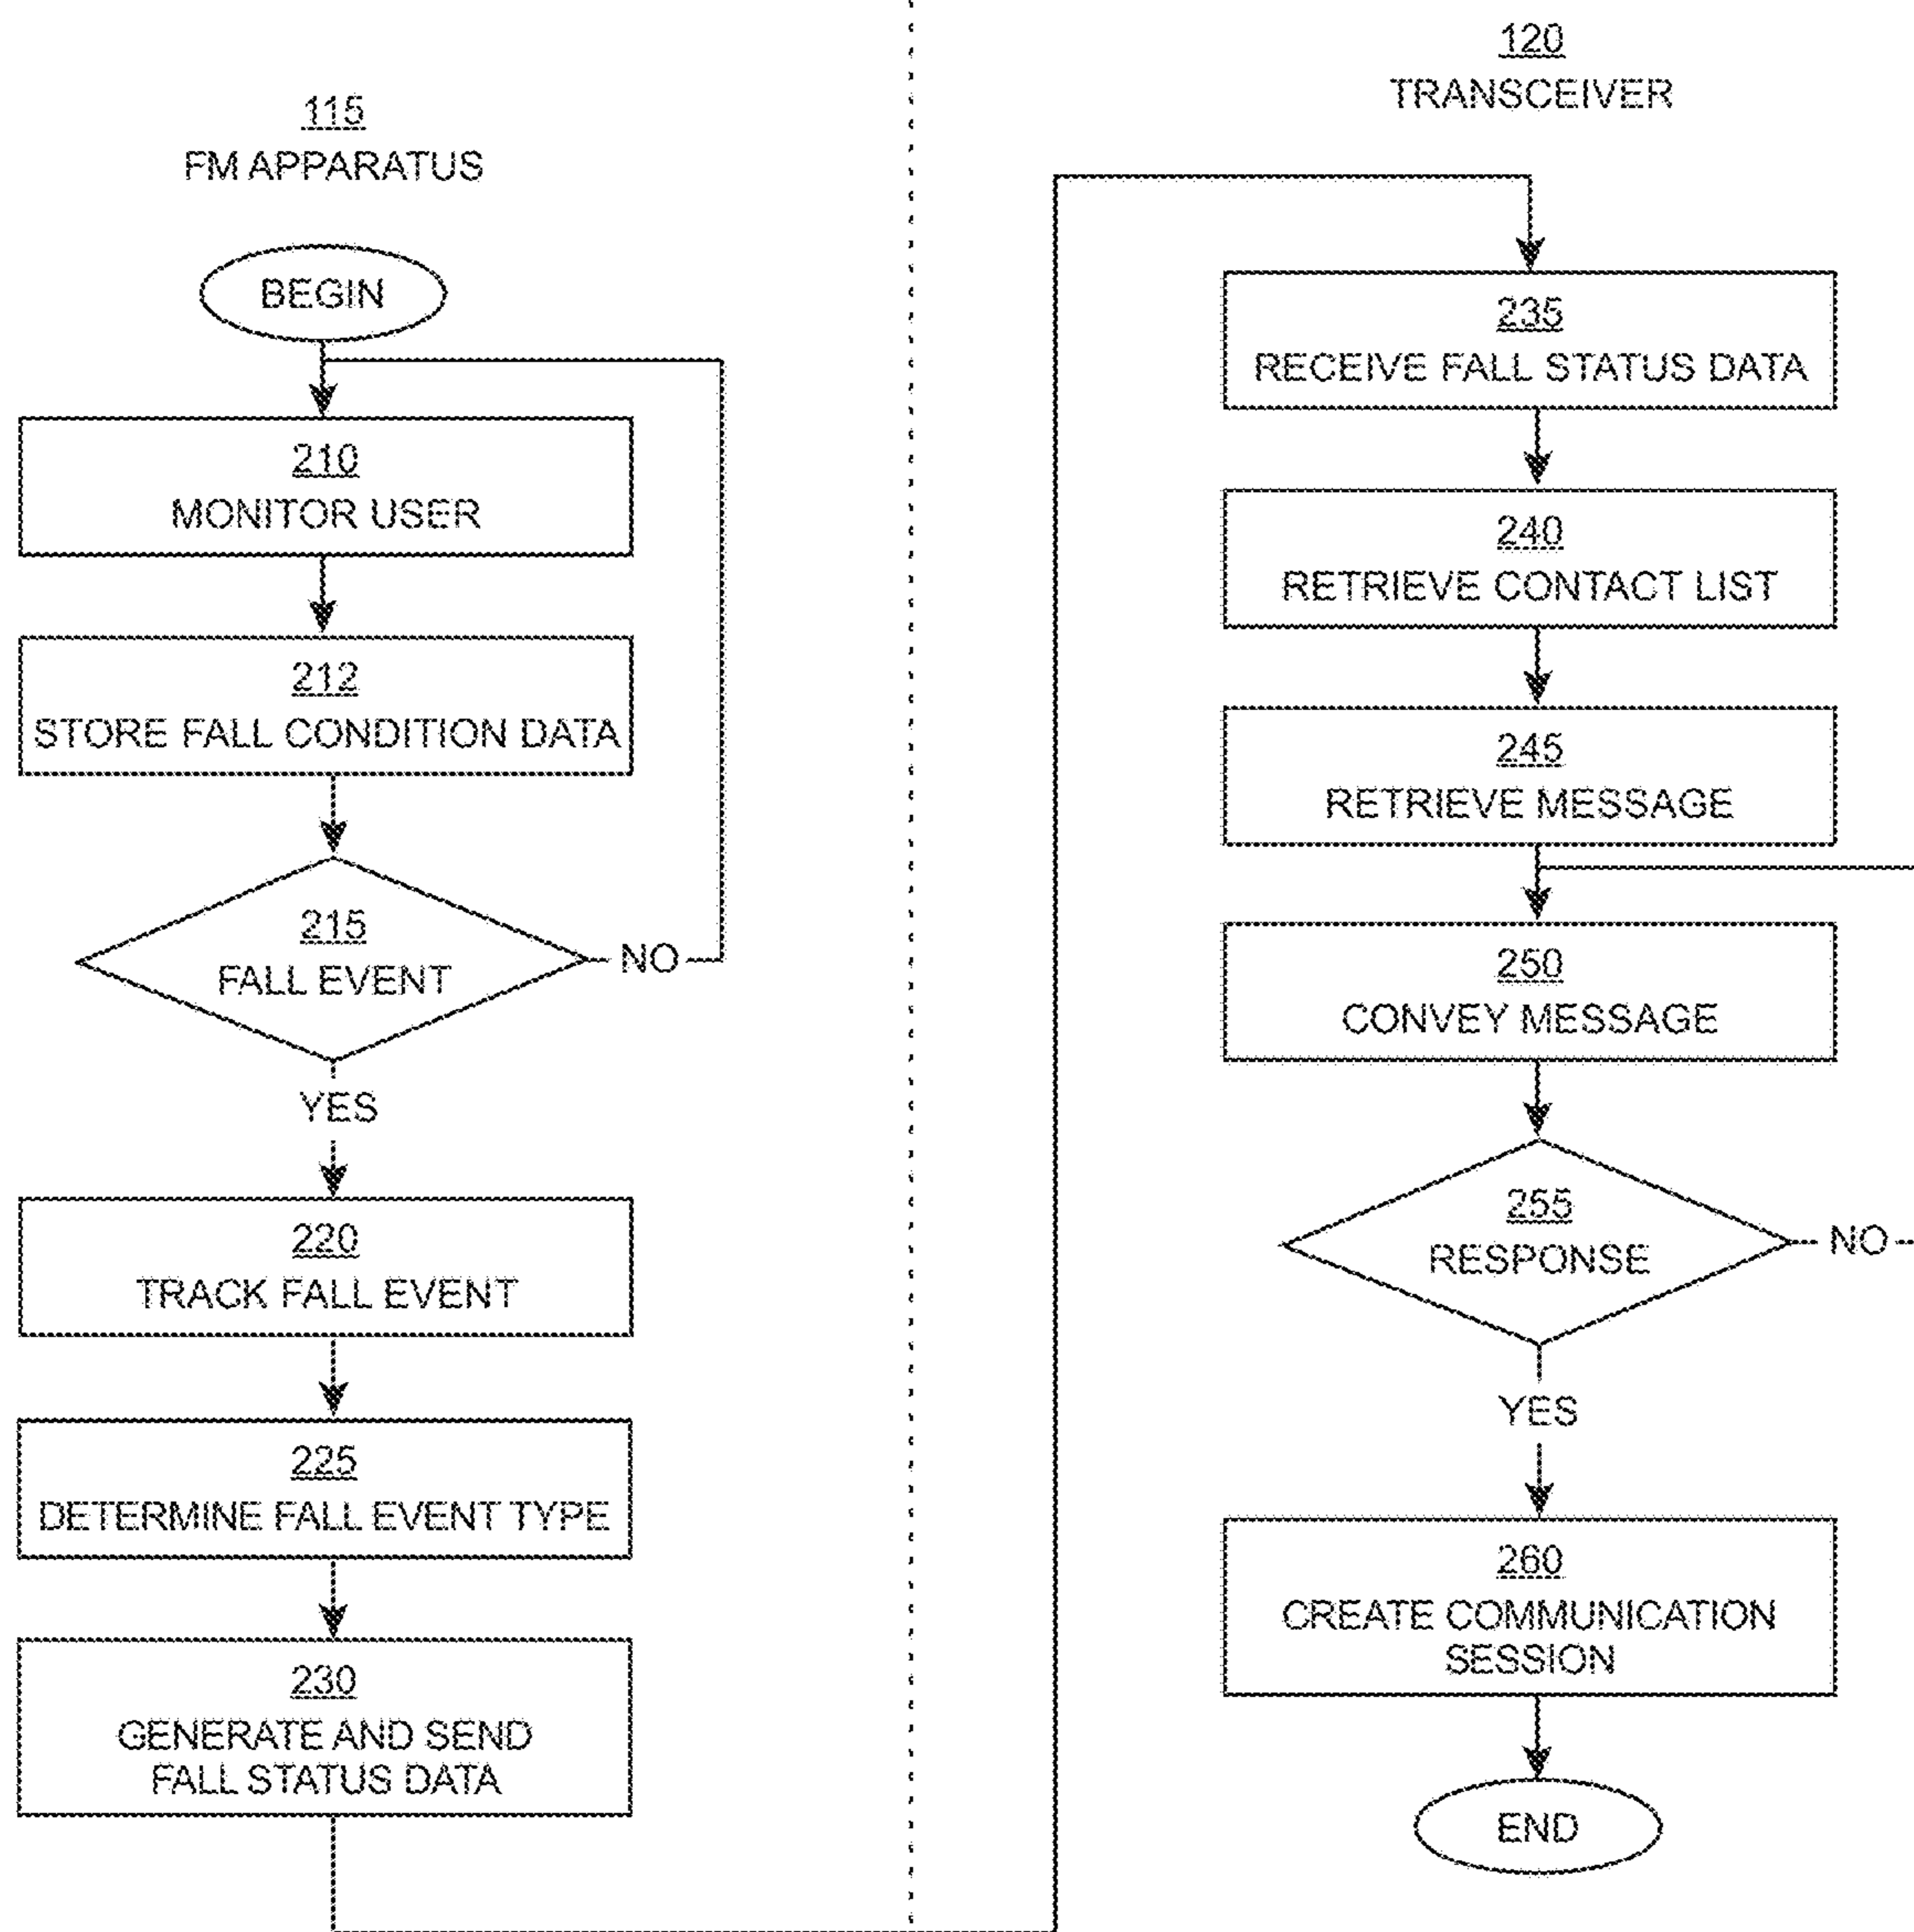 115
FM APPARATUS
BEGIN
210
MONITOR USER
212
STORE FALL CONDITION DATA
215
FALL EVENT
NO
YES
220
TRACK FALL EVENT
225
DETERMINE FALL EVENT TYPE
230
GENERATE AND SEND
FALL STATUS DATA
120
TRANSCEIVER
235
RECEIVE FALL STATUS DATA
240
RETRIEVE CONTACT LIST
245
RETRIEVE MESSAGE
250
CONVEY MESSAGE
255
RESPONSE
NO
YES
260
CREATE COMMUNICATION
SESSION
END